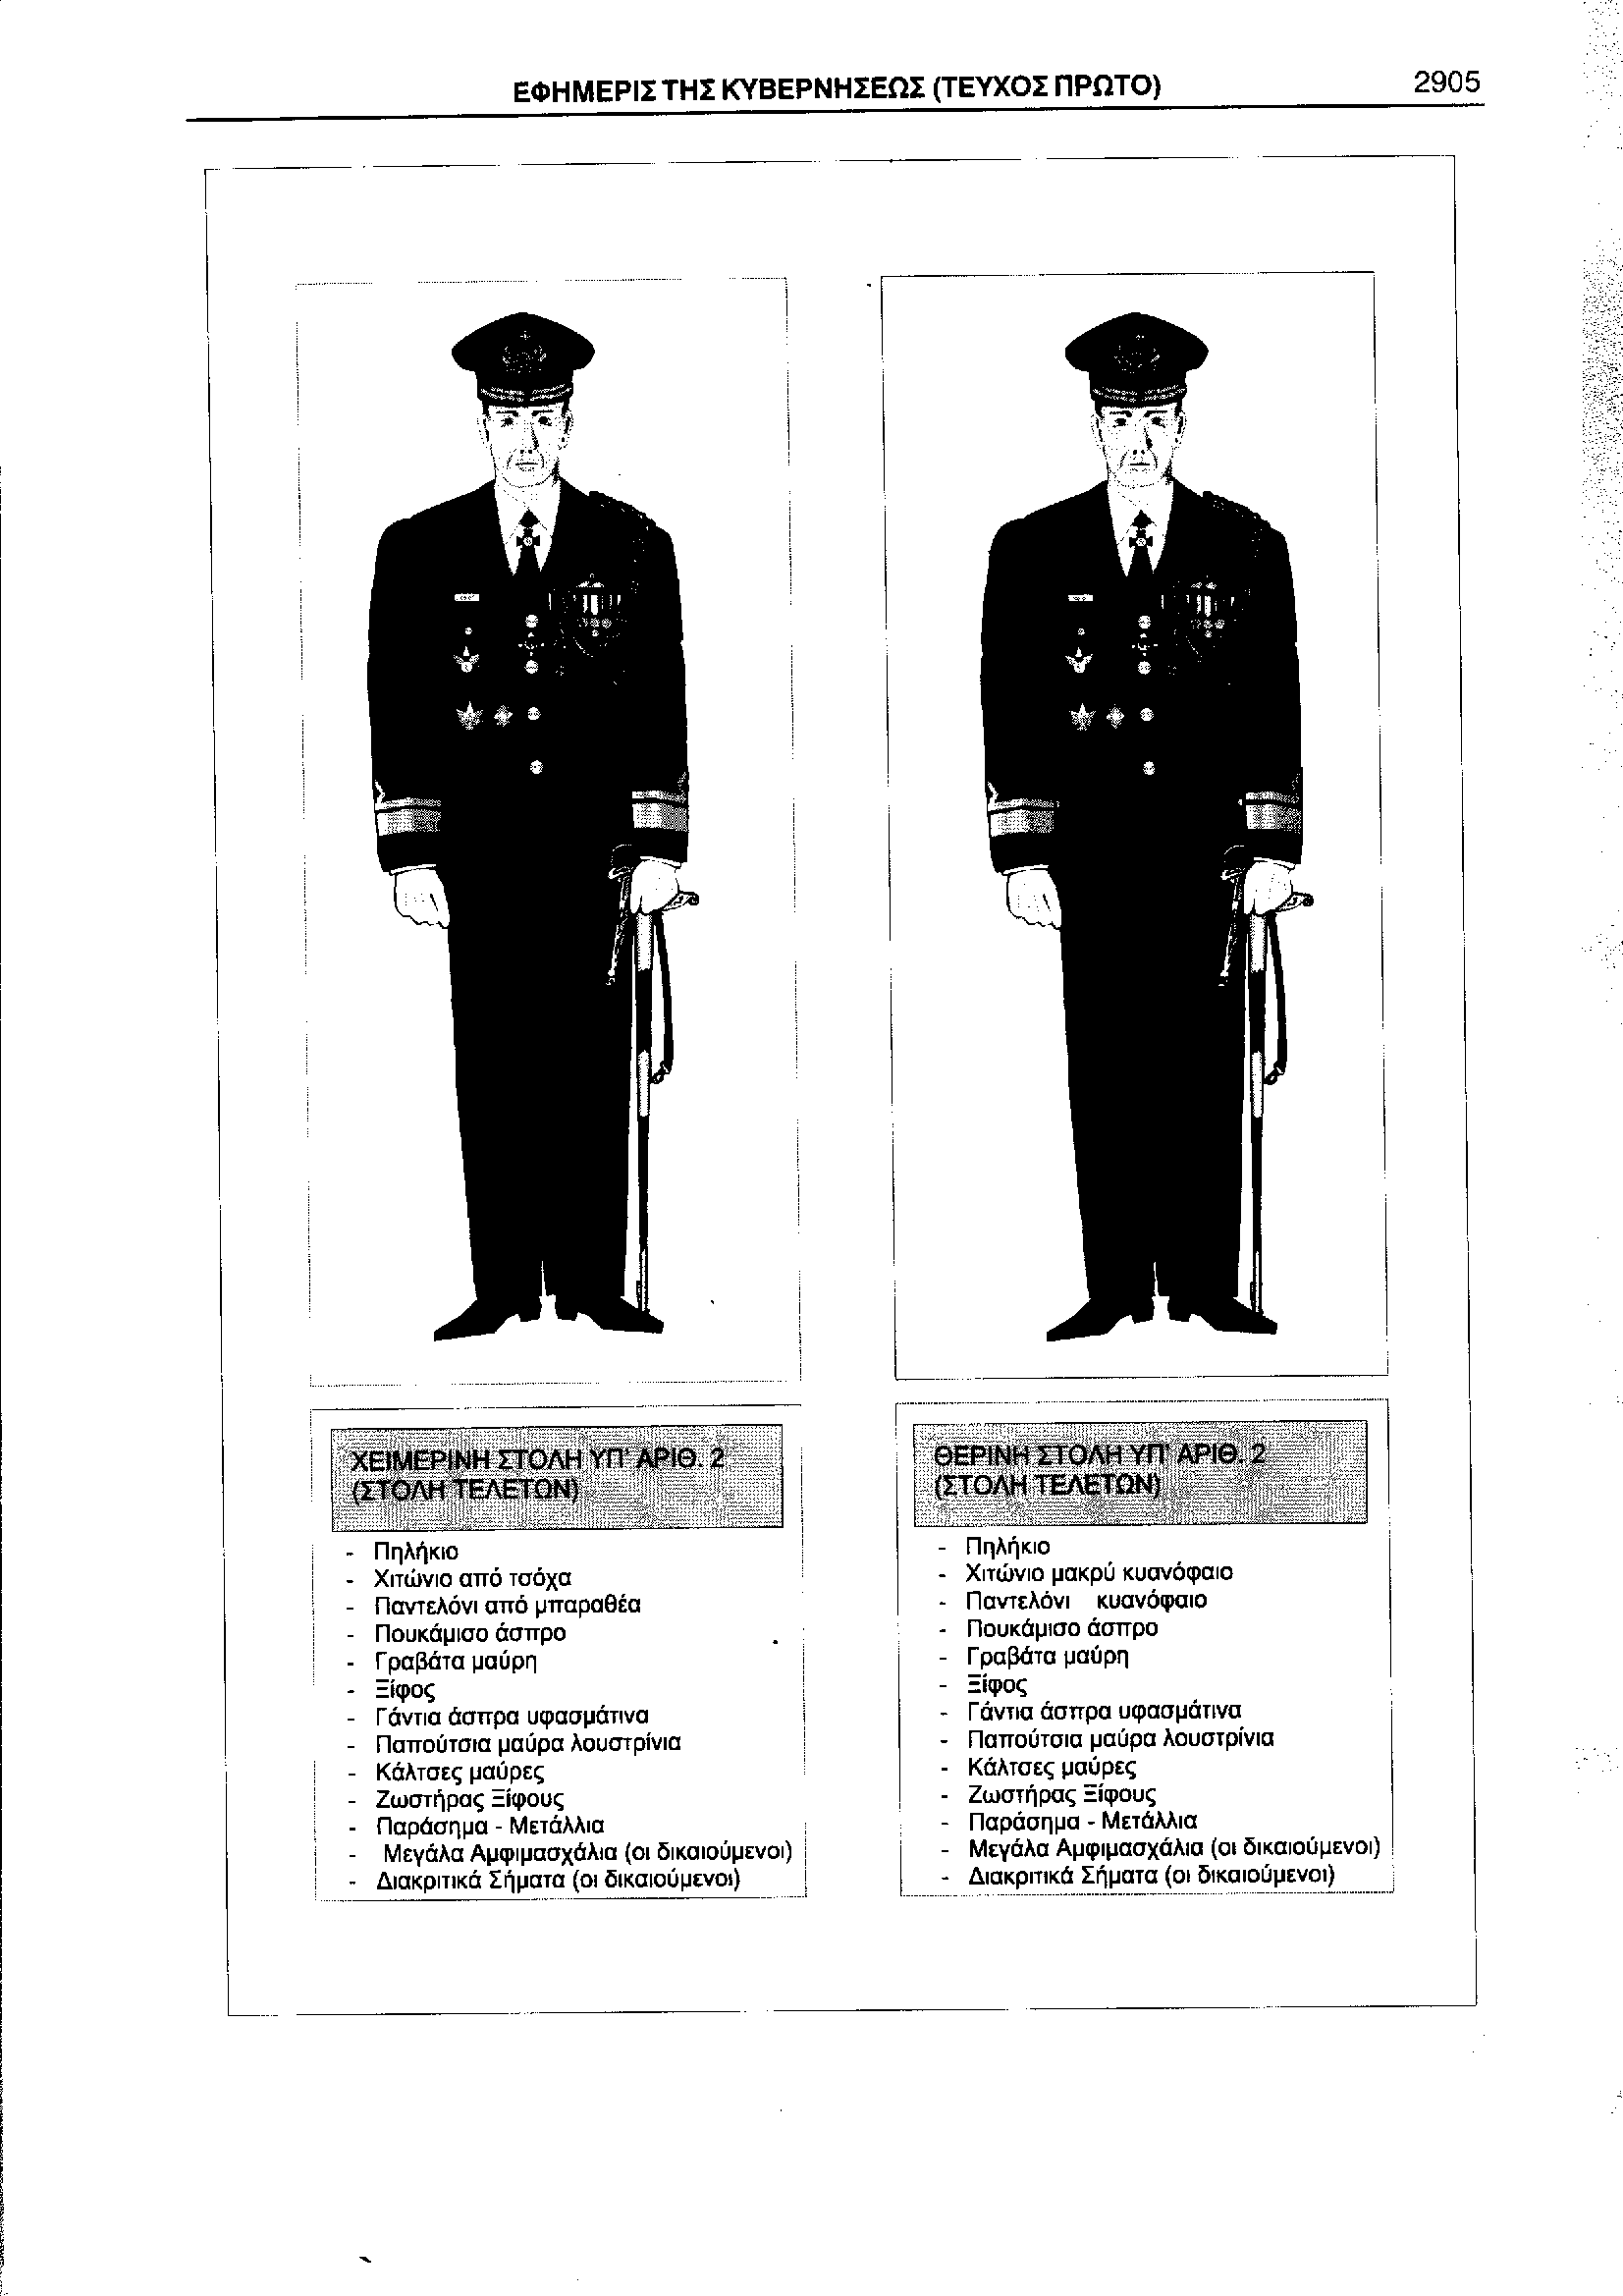 ΕΦΗΜΕΡΙΣ ΤΗΣ ΚΥΒΕΡΝΗΣΕΩΣ (ΤΕΥΧΟΣ ΠΡΩΤΟ)
2905
ΧΕΙΜΕΡΙΝΗ ΣΤΟΛΗ ΥΠ' ΑΡΙΘ. 2
(ΣΤΟΛΗ ΤΕΛΕΤΩΝ)
- Πηλήκιο
- Χιτώνιο από τσόχα
- Παντελόνι από μπαραθέα
- Πουκάμισο άσπρο
- Γραβάτα μαύρη
- Ξίφος
- Γάντια άσπρα υφασμάτινα
- Παπούτσια μαύρα λουστρίνια
- Κάλτσες μαύρες
- Ζωστήρας Ξίφους
- Παράσημα - Μετάλλια
- Μεγάλα Αμφιμασχάλια (οι δικαιούμενοι)
- Διακριτικά Σήματα (οι δικαιούμενοι)
ΘΕΡΙΝΗ ΣΤΟΛΗ ΥΠ' ΑΡΙΘ. 2
(ΣΤΟΛΗ ΤΕΛΕΤΩΝ)
- Πηλήκιο
- Χιτώνιο μακρύ κυανόφαιο
- Παντελόνι κυανόφαιο
- Πουκάμισο άσπρο
- Γραβάτα μαύρη
- Ξίφος
- Γάντια άσπρα υφασμάτινα
- Παπούτσια μαύρα λουστρίνια
- Κάλτσες μαύρες
- Ζωστήρας Ξίφους
- Παράσημα - Μετάλλια
- Μεγάλα Αμφιμασχάλια (οι δικαιούμενοι)
- Διακριτικά Σήματα (οι δικαιούμενοι)